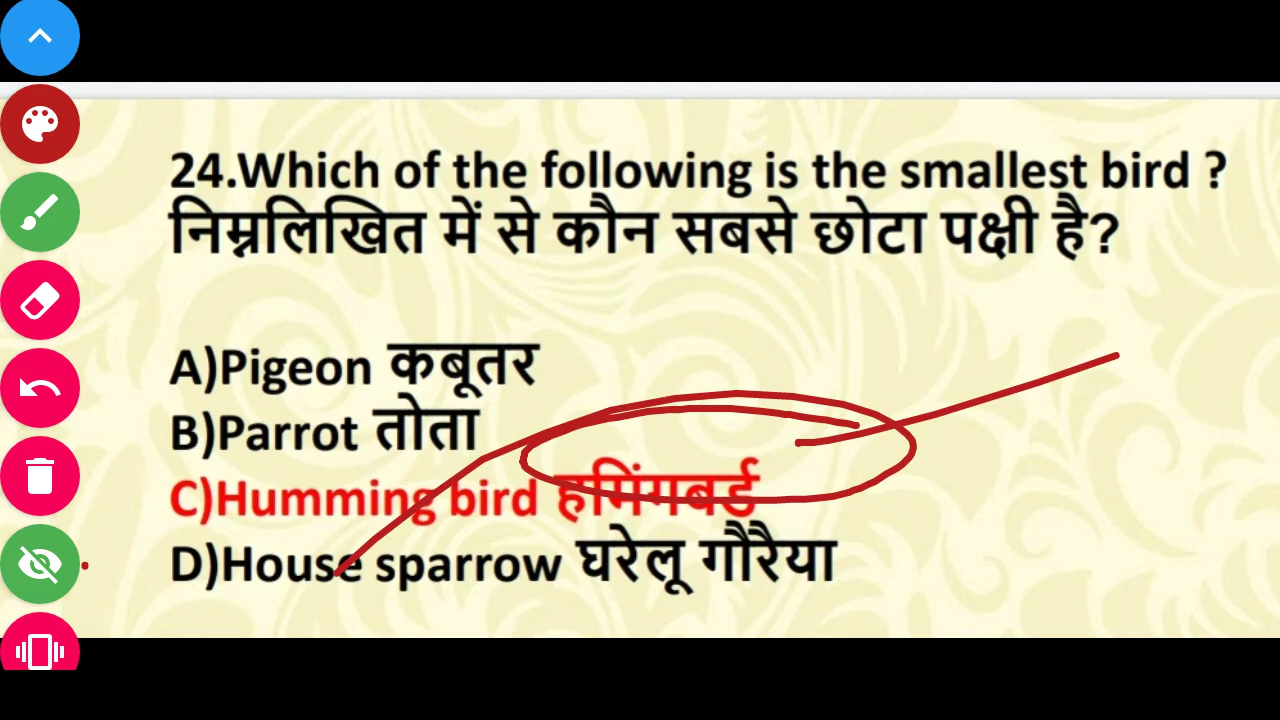 24.Which of the following is the smallest bird ?
निम्नलिखित में से कौन सबसे छोटा पक्षी है?
A)Pigeon कबूतर
B)Parrot तोता
C)Humming bird हमिंगबर्ड
D)House sparrow घरेलू गौरैया